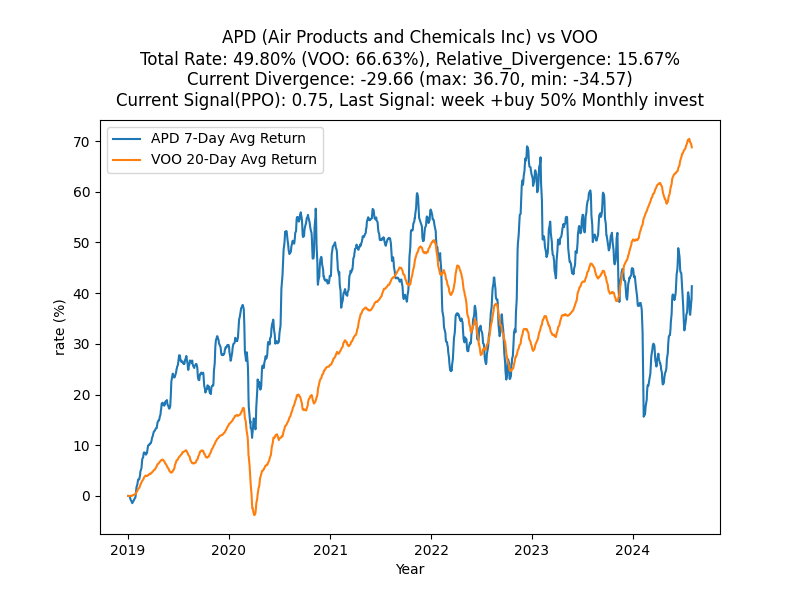 APD (Air Products and Chemicals Inc) vs VOO
Total Rate: 49.80% (VOO: 66.63%), Relative_Divergence: 15.67%
Current Divergence: -29.66 (max: 36.70, min: -34.57)
Current Signal(PPO): 0.75, Last Signal: week +buy 50% Monthly invest
APD 7-Day Avg Return
VOO 20-Day Avg Return
rate (%)
70
60
50
40
30
20
10
0
2019 2020 2021 2022 2023 2024
Year